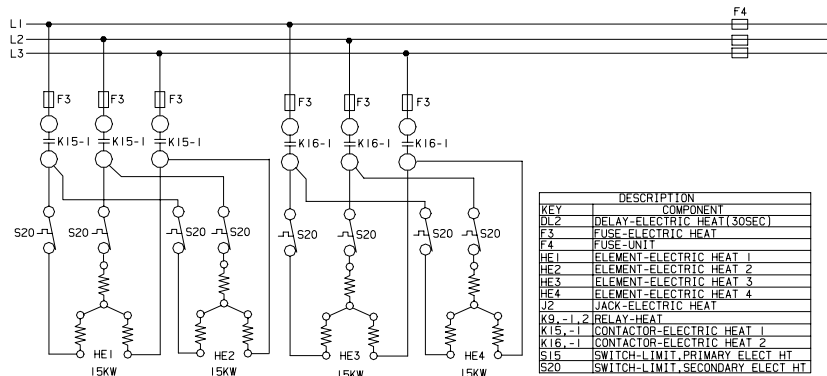 F4
L1
L2
L3
F3 F3 F3 F3 F3 F3
K15-1 K15-1 K15-1 K16-1 K16-1 K16-1
S20 S20 S20 S20 S20 S20 S20 S20
HE1 HE2 HE3 HE4
15KW 15KW 15KW 15KW
DESCRIPTION
KEY COMPONENT
DL2 DELAY-ELECTRIC HEAT(30SEC)
F3 FUSE-ELECTRIC HEAT
F4 FUSE-UNIT
HE1 ELEMENT-ELECTRIC HEAT 1
HE2 ELEMENT-ELECTRIC HEAT 2
HE3 ELEMENT-ELECTRIC HEAT 3
HE4 ELEMENT-ELECTRIC HEAT 4
J2 JACK-ELECTRIC HEAT
K9,-1,2 RELAY-HEAT
K15,-1 CONTACTOR-ELECTRIC HEAT 1
K16,-1 CONTACTOR-ELECTRIC HEAT 2
S15 SWITCH-LIMIT,PRIMARY ELECT HT
S20 SWITCH-LIMIT,SECONDARY ELECT HT